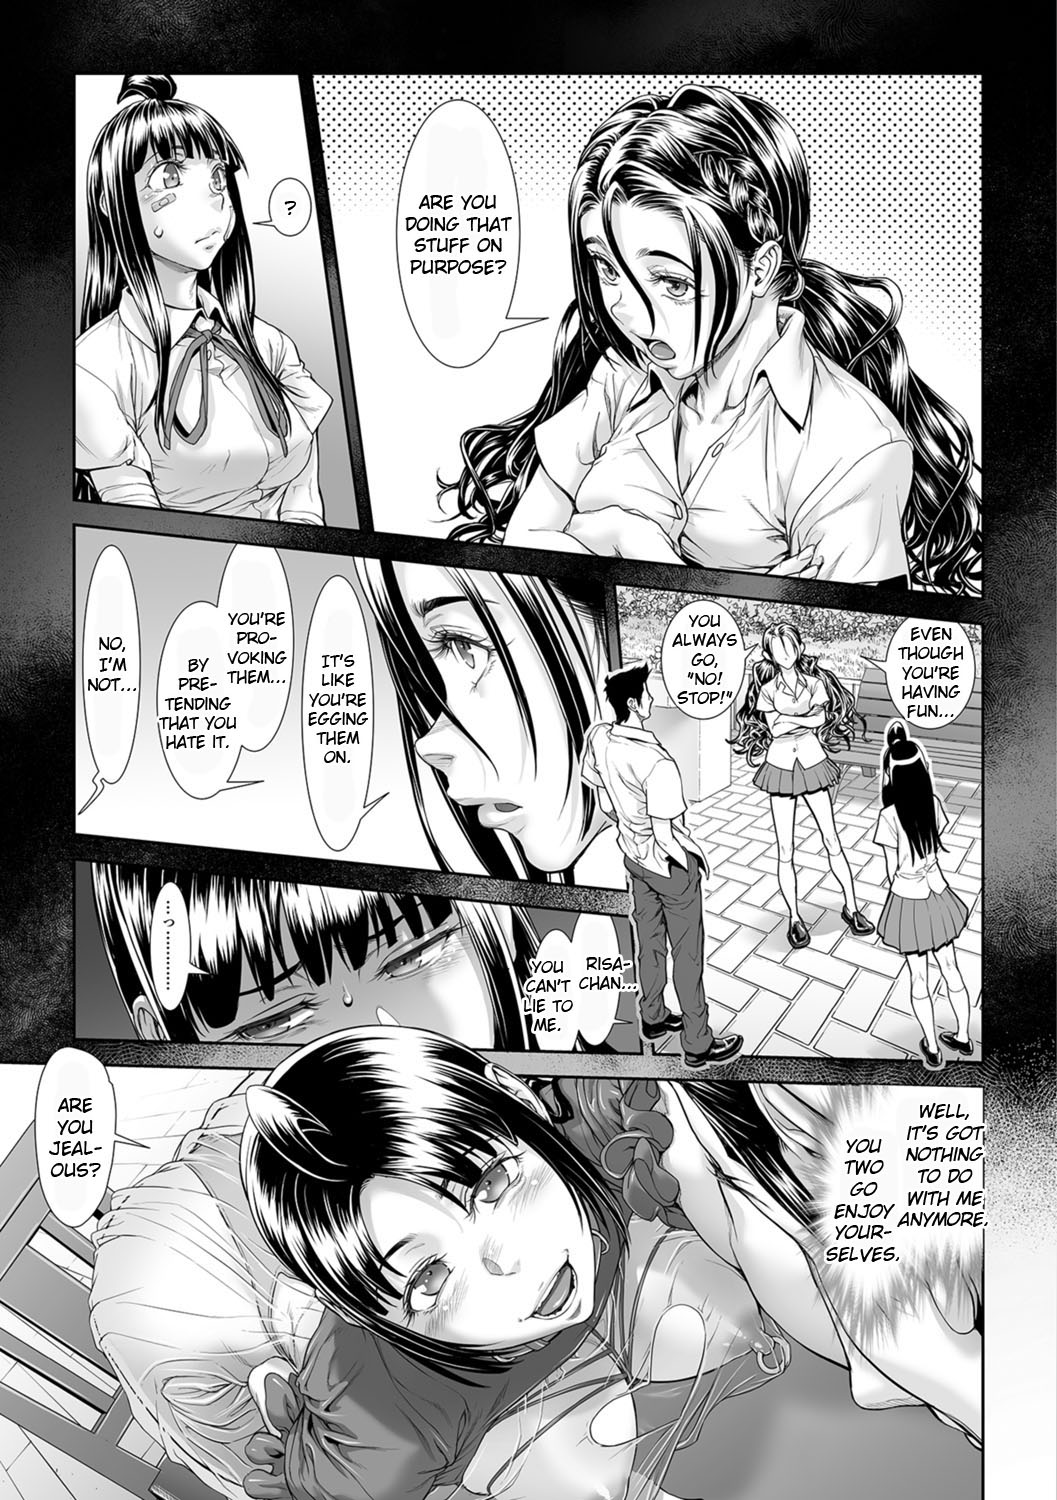 ARE YOU
DOING THAT
STUFF ON
PURPOSE?
?
EVEN
THOUGH
YOU'RE
HAVING
FUN...
YOU
ALWAYS
GO,
"NO!
STOP!"
IT'S
LIKE
YOU'RE
EGGING
THEM
ON.
YOU'RE
PRO-
VOKING
THEM...
BY
PRE-
TENDING
THAT YOU
HATE IT.
NO,
I'M
NOT...
RISA-
CHAN...
YOU
CAN'T
LIE TO
ME.
…っ………
WELL,
IT'S GOT
NOTHING
TO DO
WITH ME
ANYMORE.
YOU
TWO
GO
ENJOY
YOUR-
SELVES.
ARE
YOU
JEAL-
OUS?